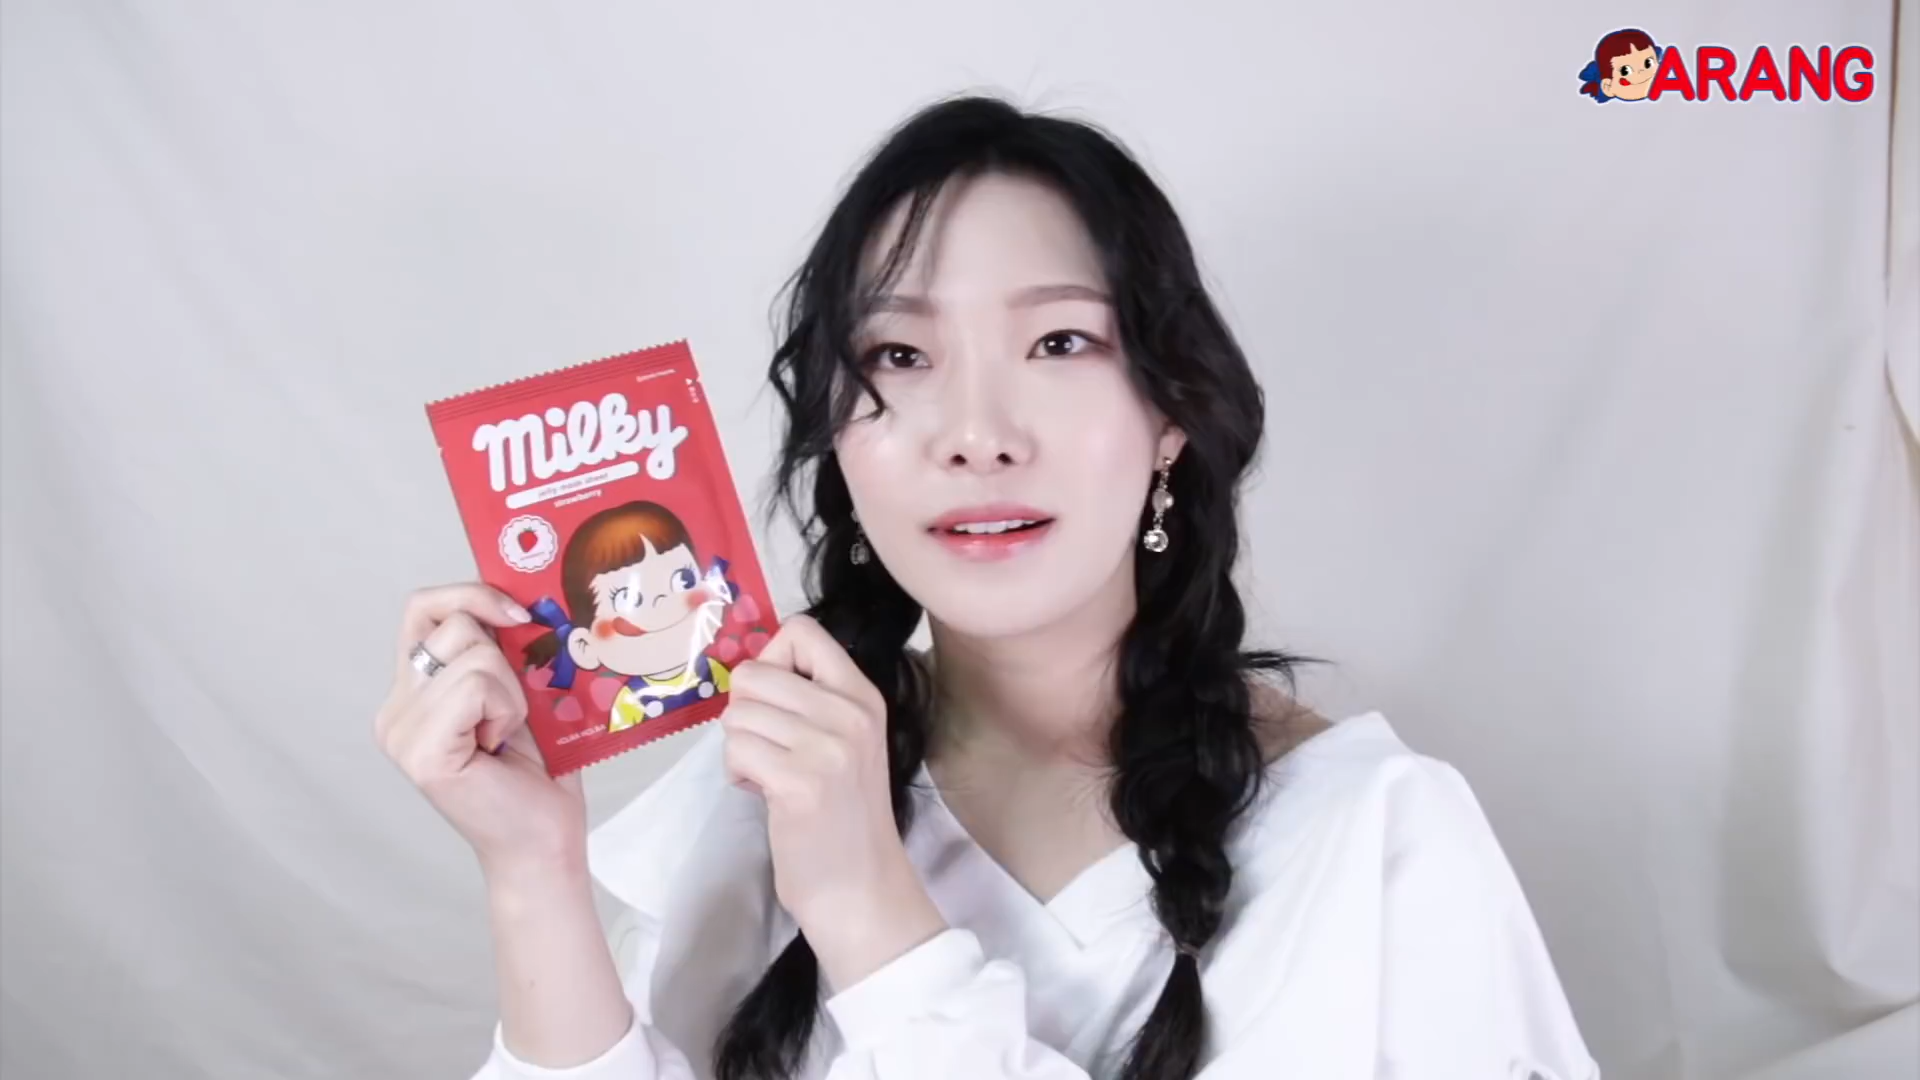 ARANG
Milky
jelly mask sheet
strawberry
HOLIKA HOLIKA